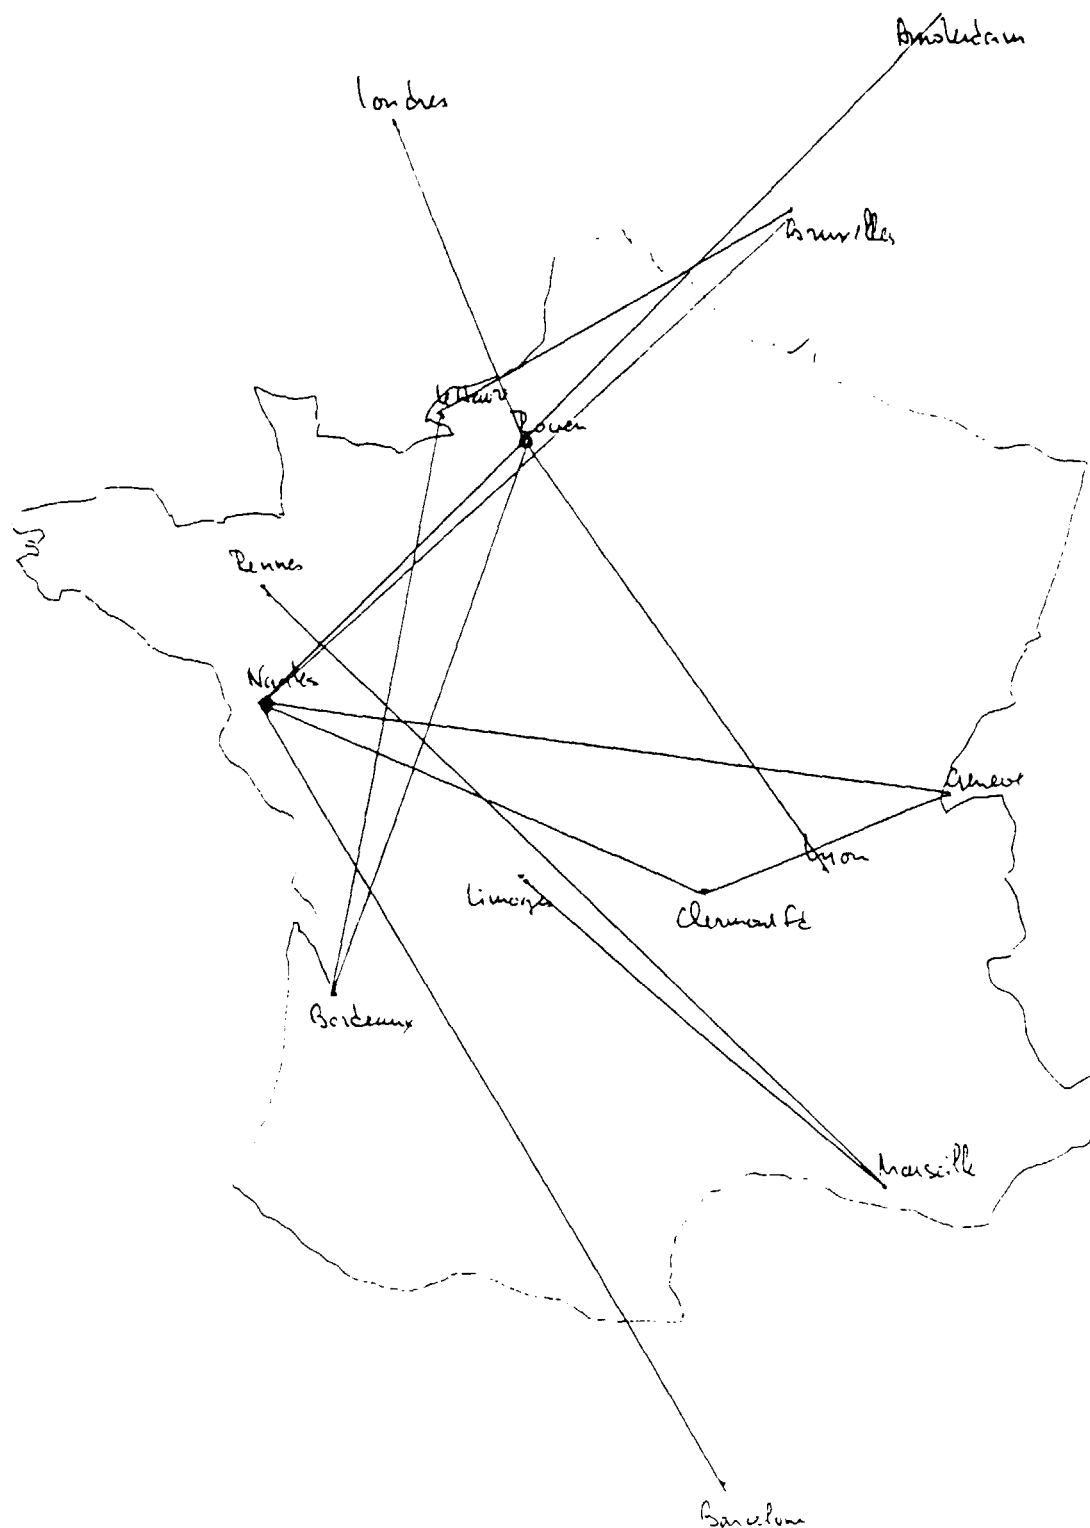 Amsterdam
Londres
Bruxelles
Le Havre
Rouen
Rennes
Nantes
Genève
Lyon
Limoges
Clermont Fd
Bordeaux
Marseille
Barcelone